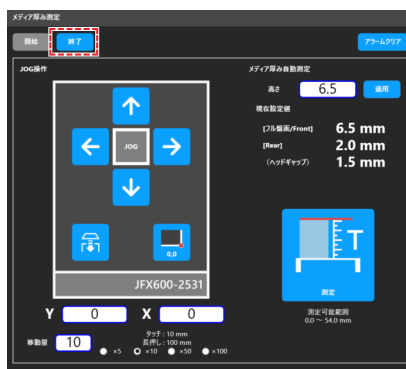 メディア厚み測定
開始
終了
アラームクリア
JOG操作
JOG
0,0
JFX600-2531
Y 0 X 0
移動量 10
タッチ : 10 mm
長押し : 100 mm
×5 ×10 ×50 ×100
メディア厚み自動測定
高さ 6.5 適用
現在設定値
[フル盤面/Front] 6.5 mm
[Rear] 2.0 mm
(ヘッドギャップ) 1.5 mm
T
測定
測定可能範囲
0.0 ~ 54.0 mm